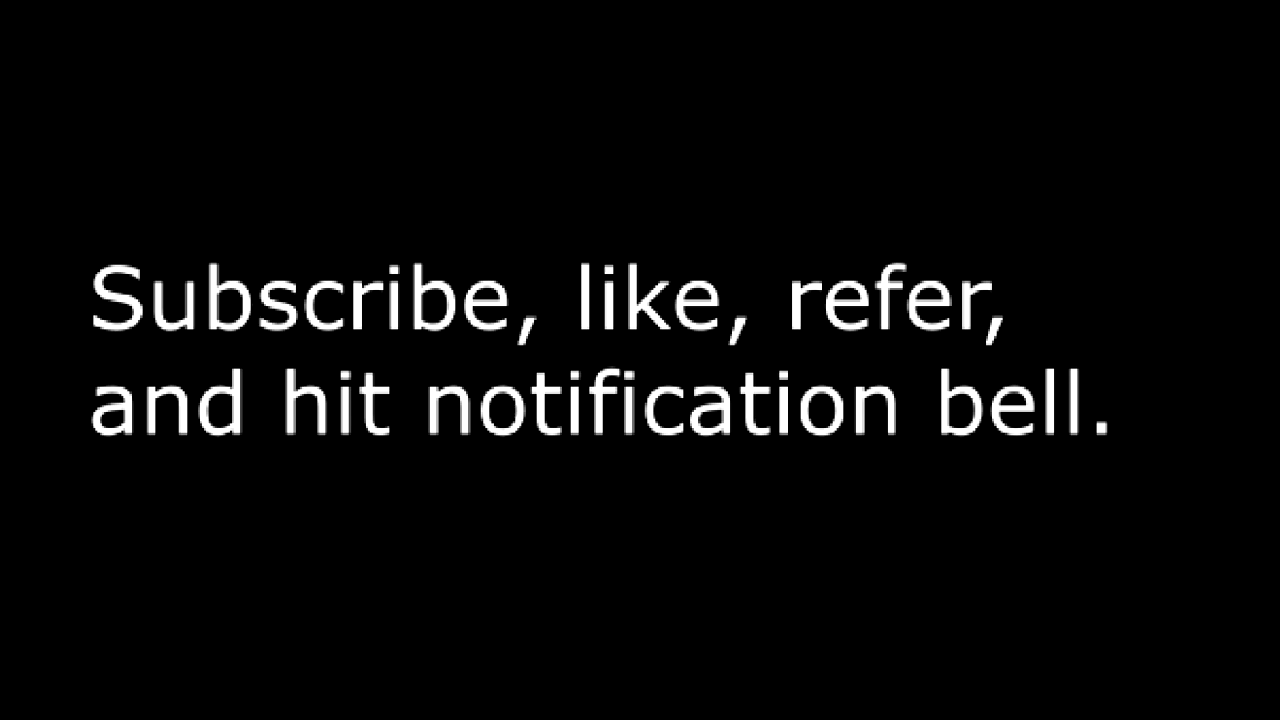 Subscribe, like, refer,
and hit notification bell.